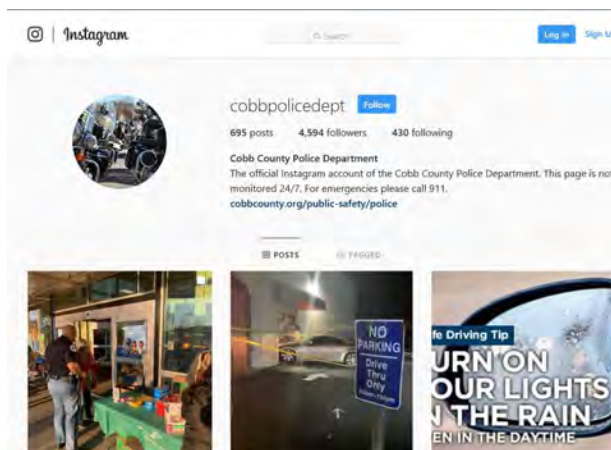 Instagram
Search
Log In
Sign U
cobbpolicedept
Follow
695 posts 4,594 followers 430 following
Cobb County Police Department
The official Instagram account of the Cobb County Police Department. This page is not
monitored 24/7. For emergencies please call 911.
cobbcounty.org/public-safety/police
POSTS
TAGGED
NO
PARKING
Drive
Thru
Only
fe Driving Tip
URN ON
OUR LIGHTS
N THE RAIN
EN IN THE DAYTIME